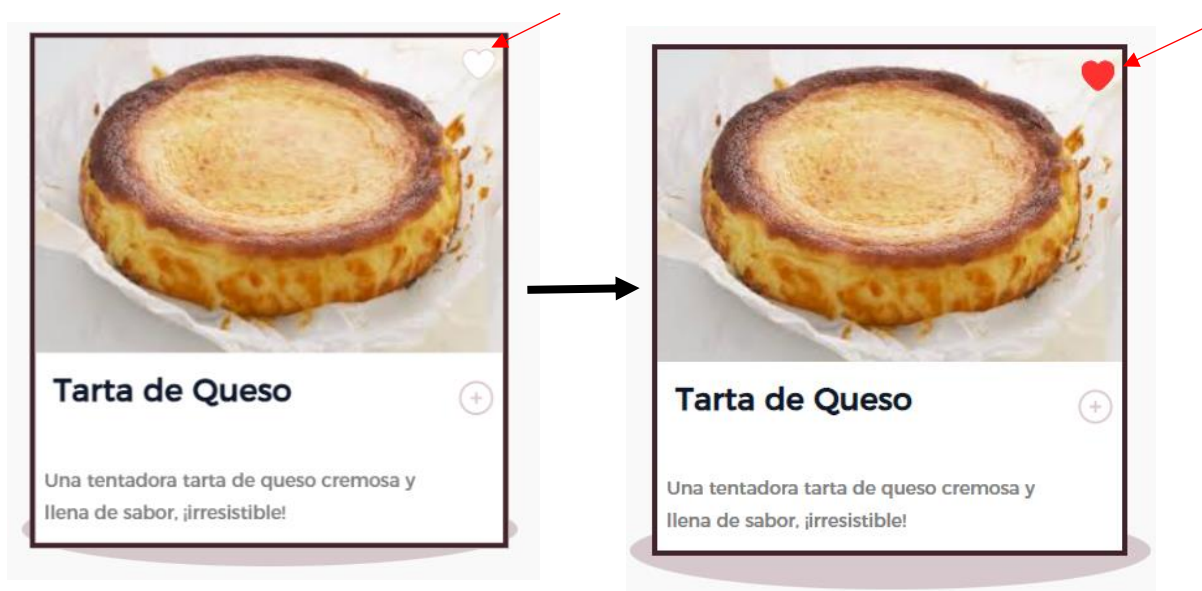 Tarta de Queso
Una tentadora tarta de queso cremosa y
llena de sabor, ¡irresistible!
Tarta de Queso
Una tentadora tarta de queso cremosa y
llena de sabor, ¡irresistible!